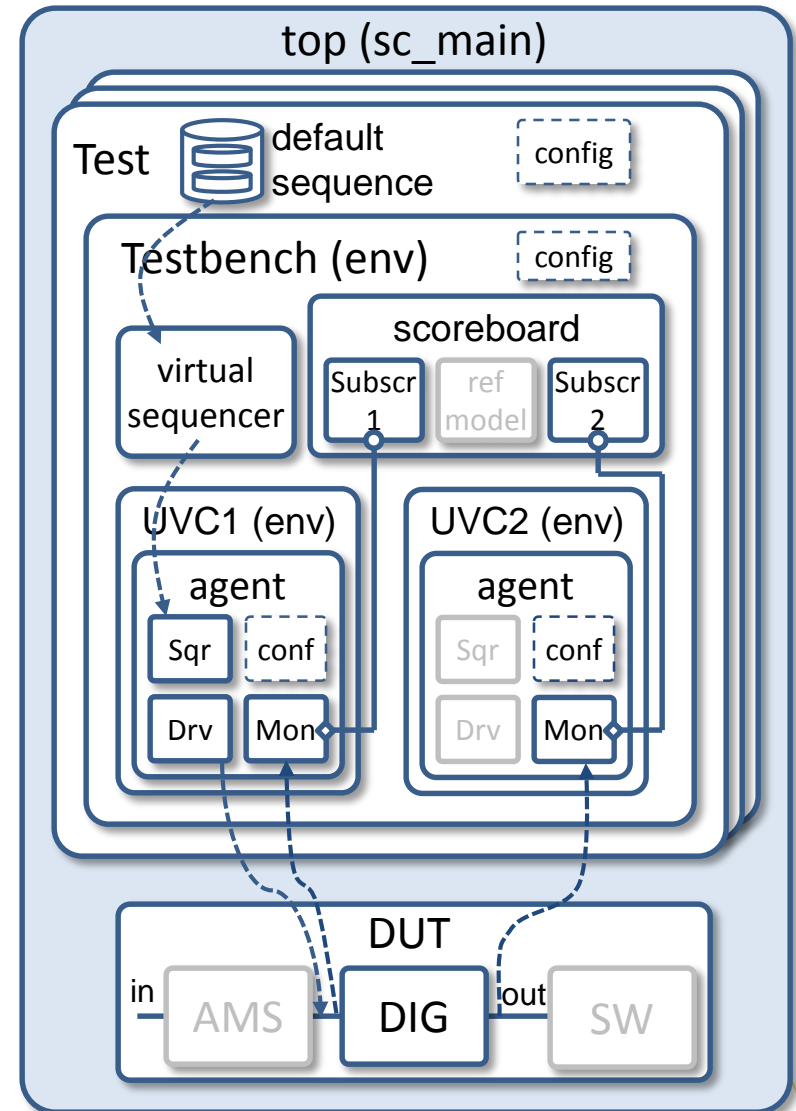 top (sc_main)
Test
default
sequence
config
Testbench (env)
config
scoreboard
virtual
sequencer
Subscr
1
ref
model
Subscr
2
UVC1 (env)
UVC2 (env)
agent
agent
Sqr
conf
Sqr
conf
Drv
Mon
Drv
Mon
DUT
in
AMS
DIG
out
SW